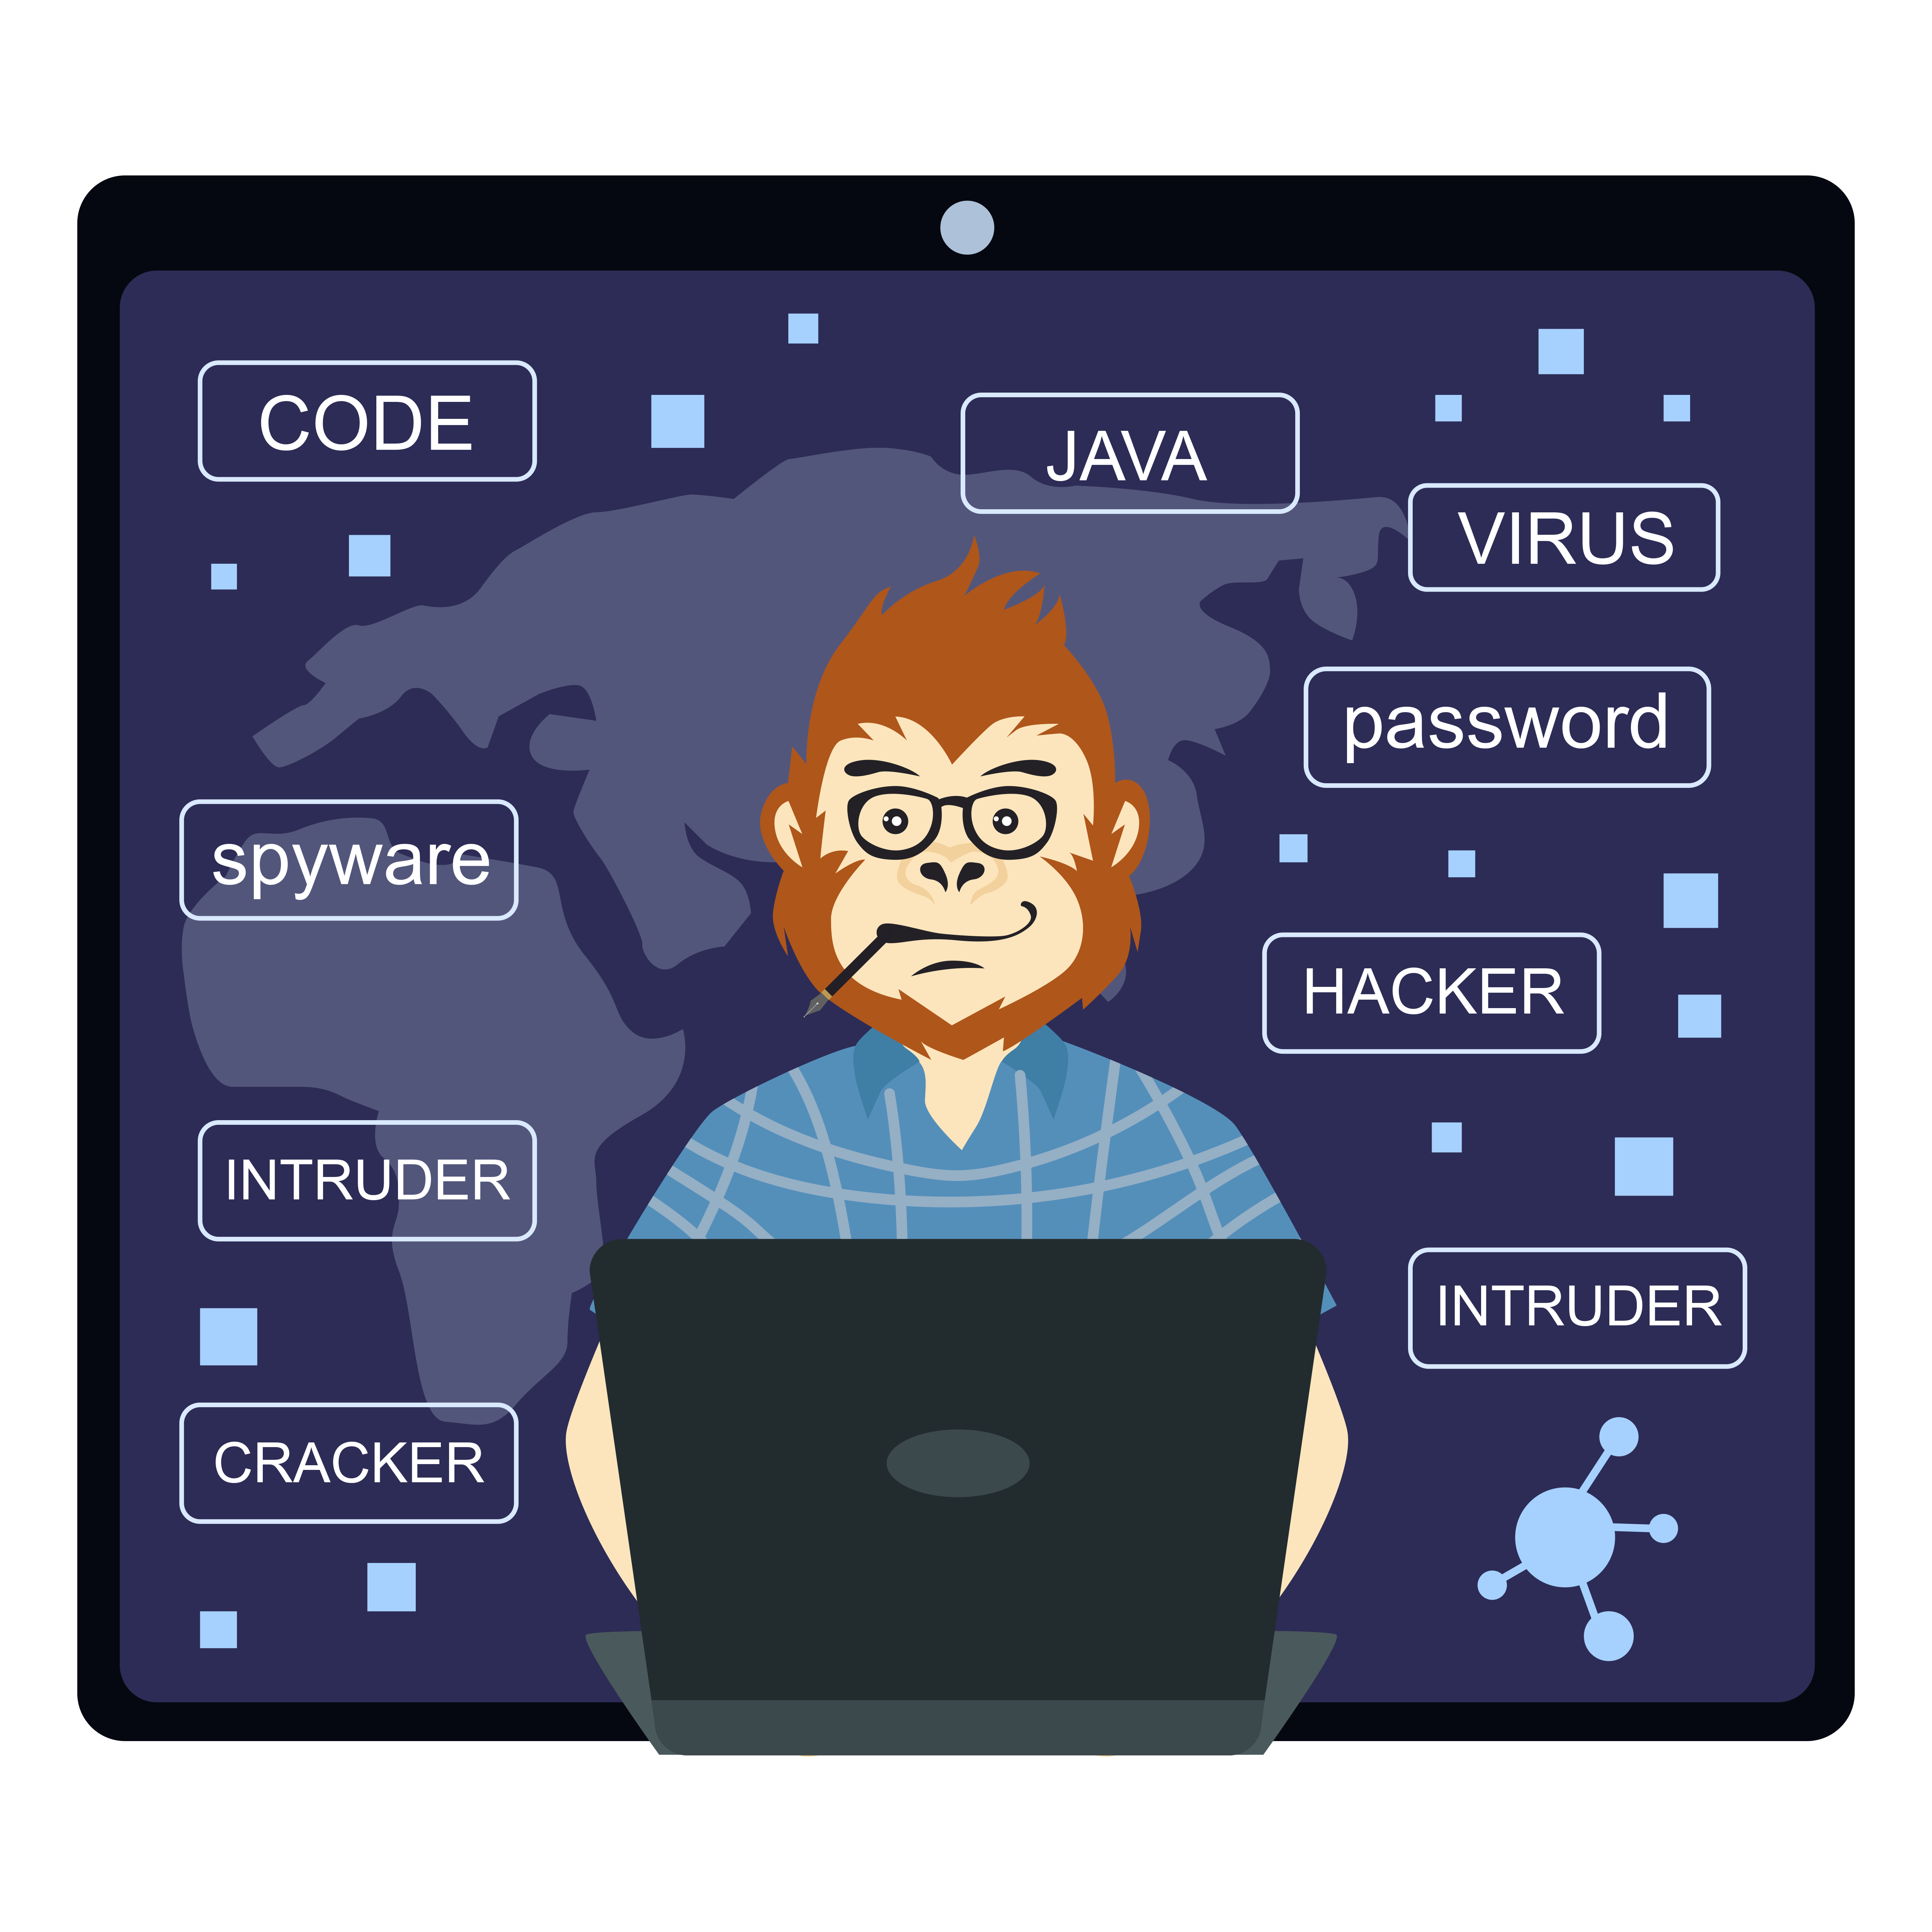 CODE
JAVA
VIRUS
password
spyware
HACKER
INTRUDER
INTRUDER
CRACKER